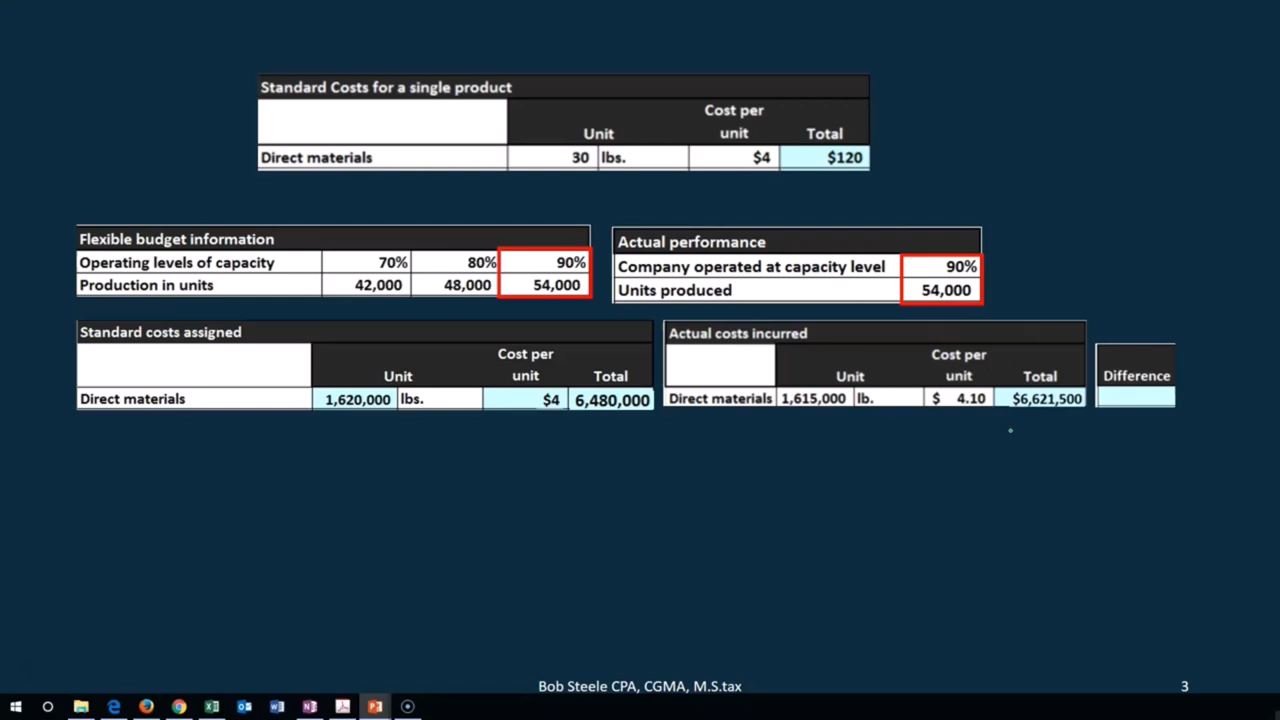 Standard Costs for a single product
Cost per
Unit unit Total
Direct materials 30 lbs. $4 $120
Flexible budget information
Operating levels of capacity 70% 80% 90%
Production in units 42,000 48,000 54,000
Actual performance
Company operated at capacity level 90%
Units produced 54,000
Standard costs assigned
Cost per
Unit unit Total
Direct materials 1,620,000 lbs. $4 6,480,000
Actual costs incurred
Cost per
Unit unit Total
Direct materials 1,615,000 lb. $ 4.10 $6,621,500
Difference
Bob Steele CPA, CGMA, M.S.tax
3